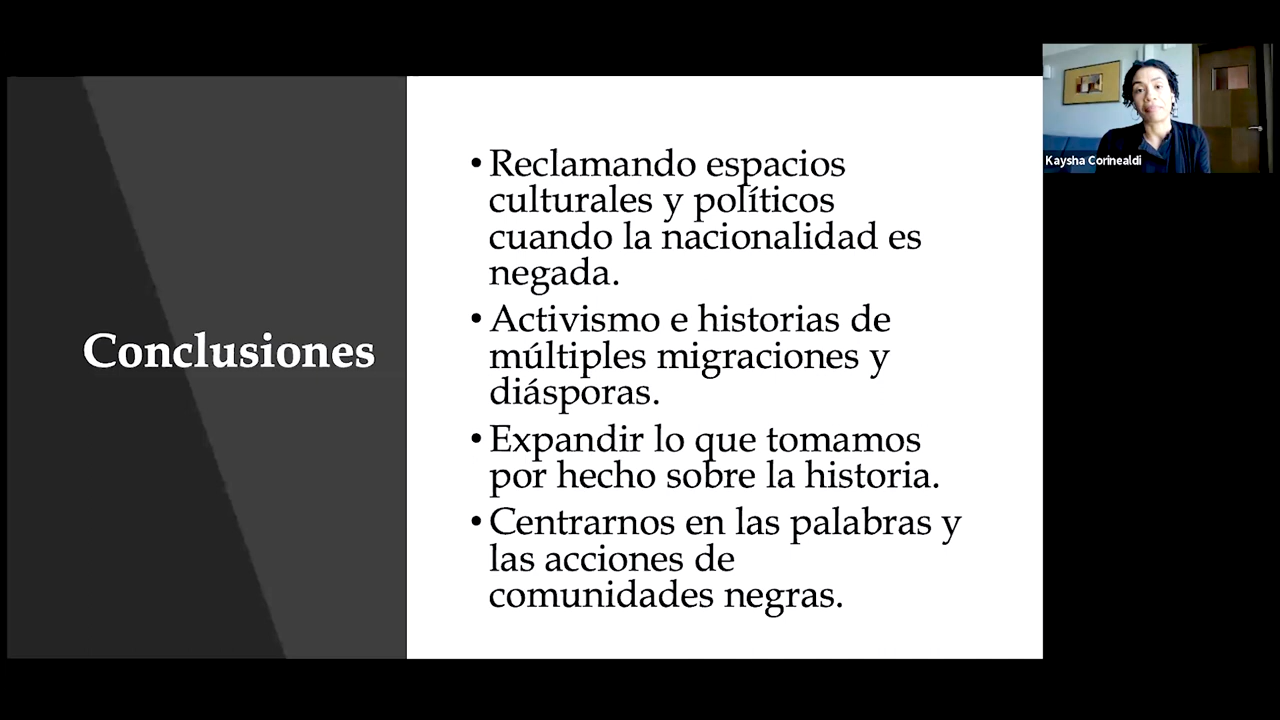 Conclusiones
•Reclamando espacios
culturales y políticos
cuando la nacionalidad es
negada.
•Activismo e historias de
múltiples migraciones y
diásporas.
•Expandir lo que tomamos
por hecho sobre la historia.
•Centrarnos en las palabras y
las acciones de
comunidades negras.
Kaysha Corinealdi